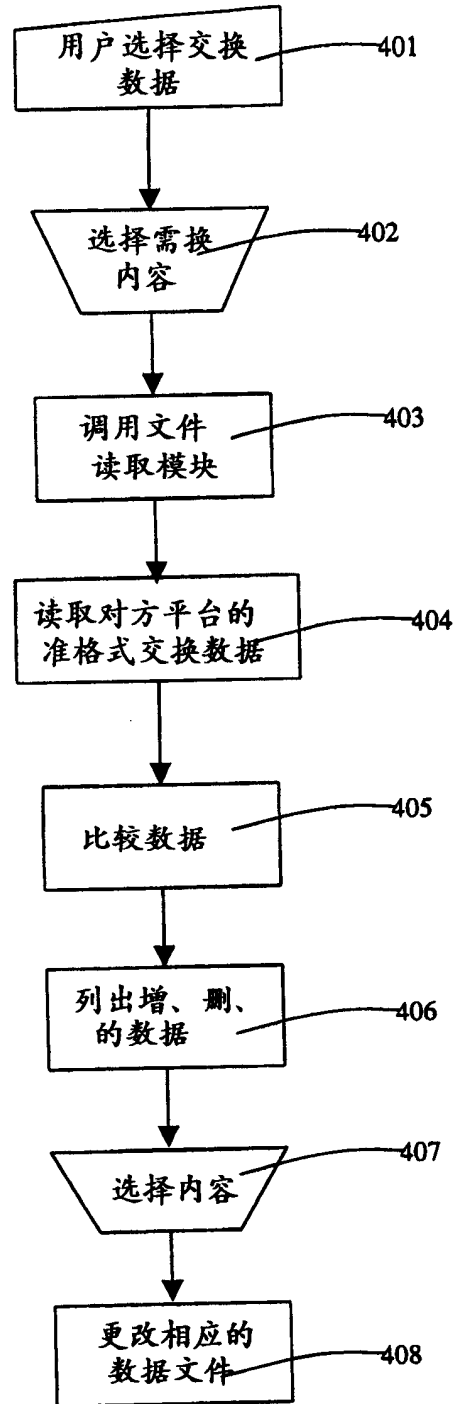 用户选择交换
数据
401
选择需换
内容
402
调用文件
读取模块
403
读取对方平台的
准格式交换数据
404
比较数据
405
列出增、删、
的数据
406
选择内容
407
更改相应的
数据文件
408